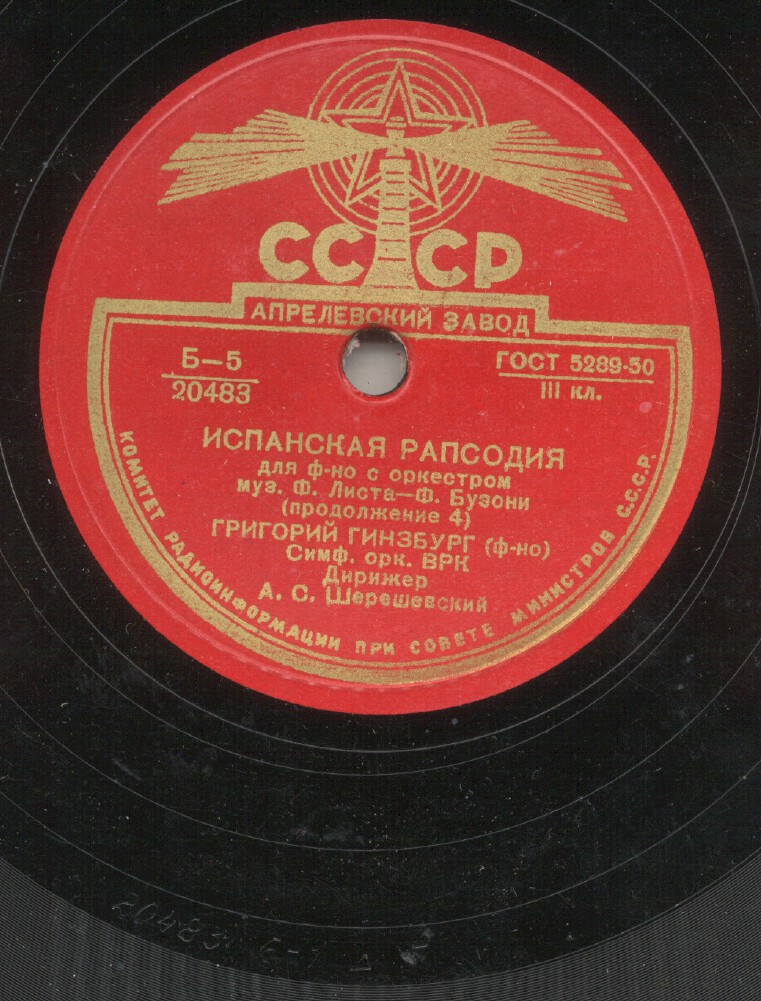 СССР
АПРЕЛЕВСКИЙ ЗАВОД
Б–5
20483
ГОСТ 5289-50
III кл.
ИСПАНСКАЯ РАПСОДИЯ
для ф-но с оркестром
муз. Ф. Листа—Ф. Бузони
(продолжение 4)
ГРИГОРИЙ ГИНЗБУРГ (ф-но)
Симф. орк. ВРК
Дирижер
А. С. Шерешевский
КОМИТЕТ РАДИОИНФОРМАЦИИ ПРИ СОВЕТЕ МИНИСТРОВ С.С.С.Р.
20483